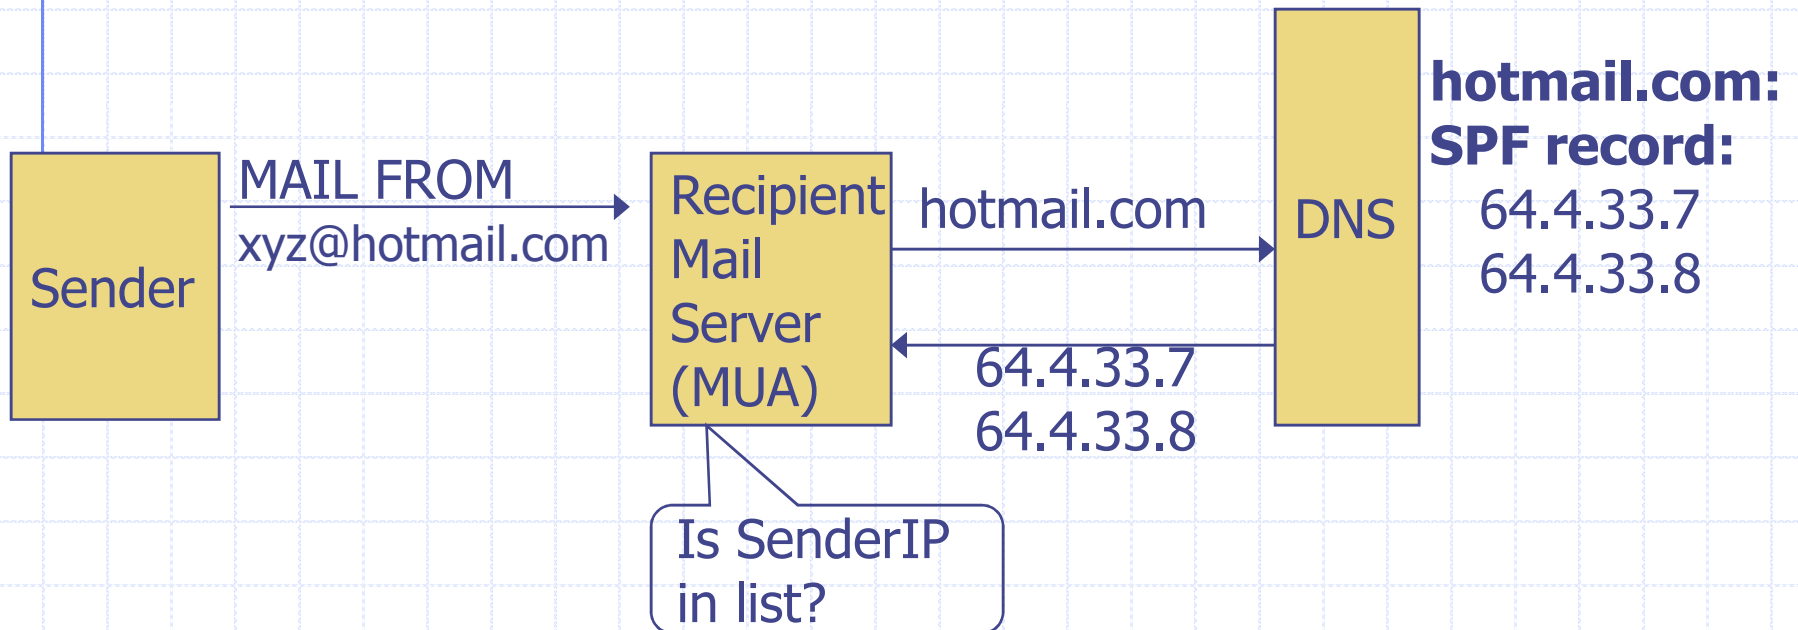 Sender
MAIL FROM
xyz@hotmail.com
Recipient
Mail
Server
(MUA)
hotmail.com
64.4.33.7
64.4.33.8
DNS
hotmail.com:
SPF record:
64.4.33.7
64.4.33.8
Is SenderIP
in list?